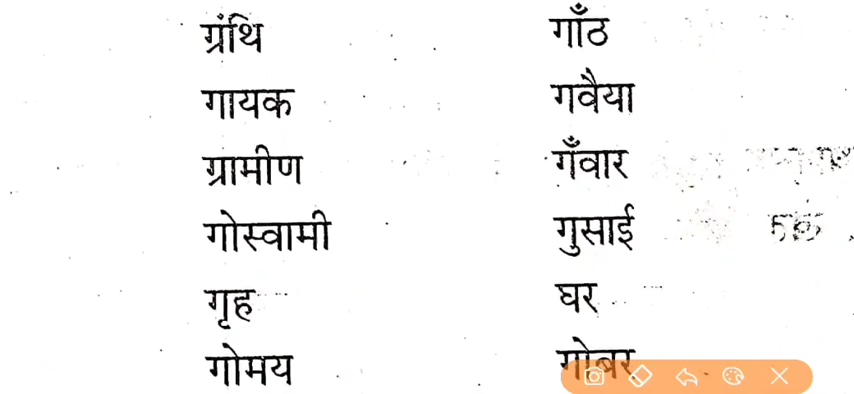 ग्रंथि गाँठ
गायक गवैया
ग्रामीण गँवार
गोस्वामी गुसाई
गृह घर
गोमय गोबर